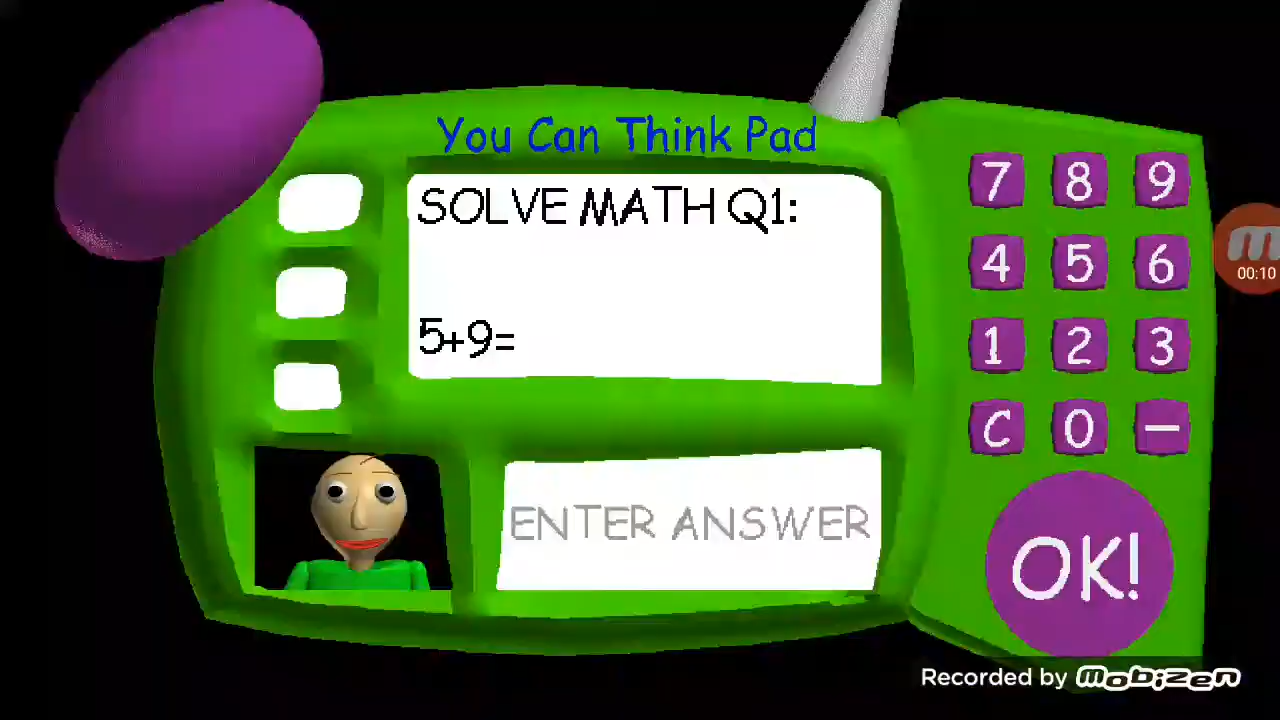 You Can Think Pad
SOLVE MATH Q1:
5+9=
ENTER ANSWER
7 8 9
4 5 6
1 2 3
C 0 −
OK!
00:10
Recorded by mobizen